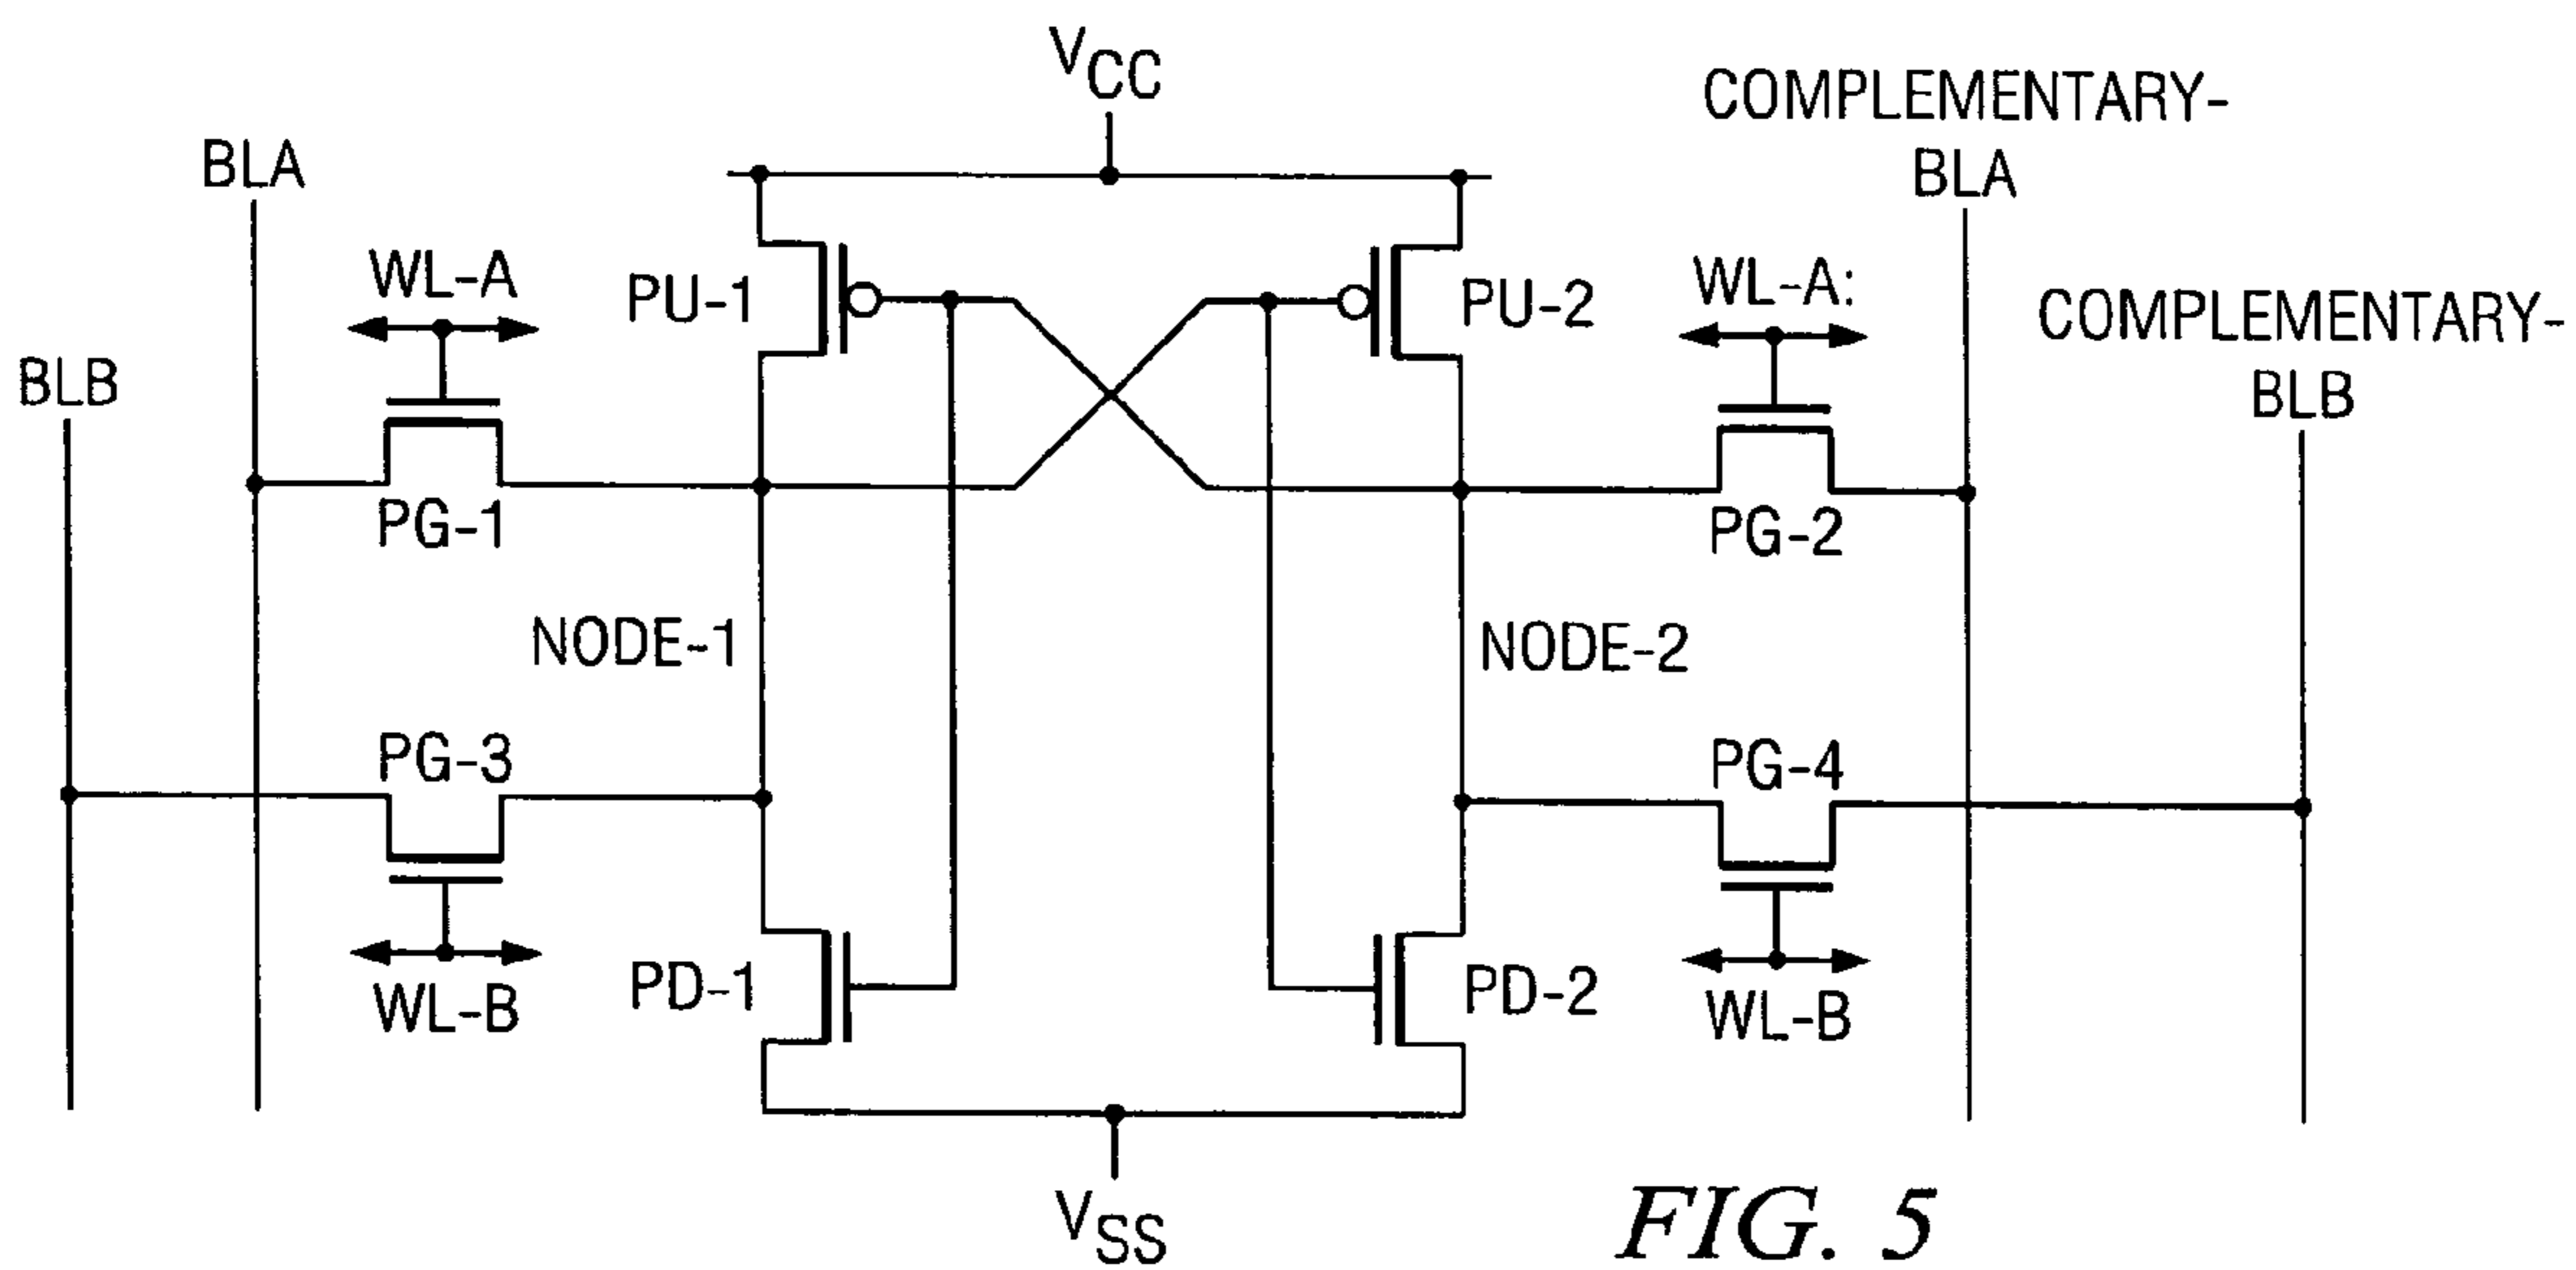 VCC
COMPLEMENTARY-
BLA
BLA
WL-A
PU-1
PU-2
WL-A:
COMPLEMENTARY-
BLB
BLB
PG-1
PG-2
NODE-1
NODE-2
PG-3
PG-4
PD-1
PD-2
WL-B
WL-B
VSS
FIG. 5